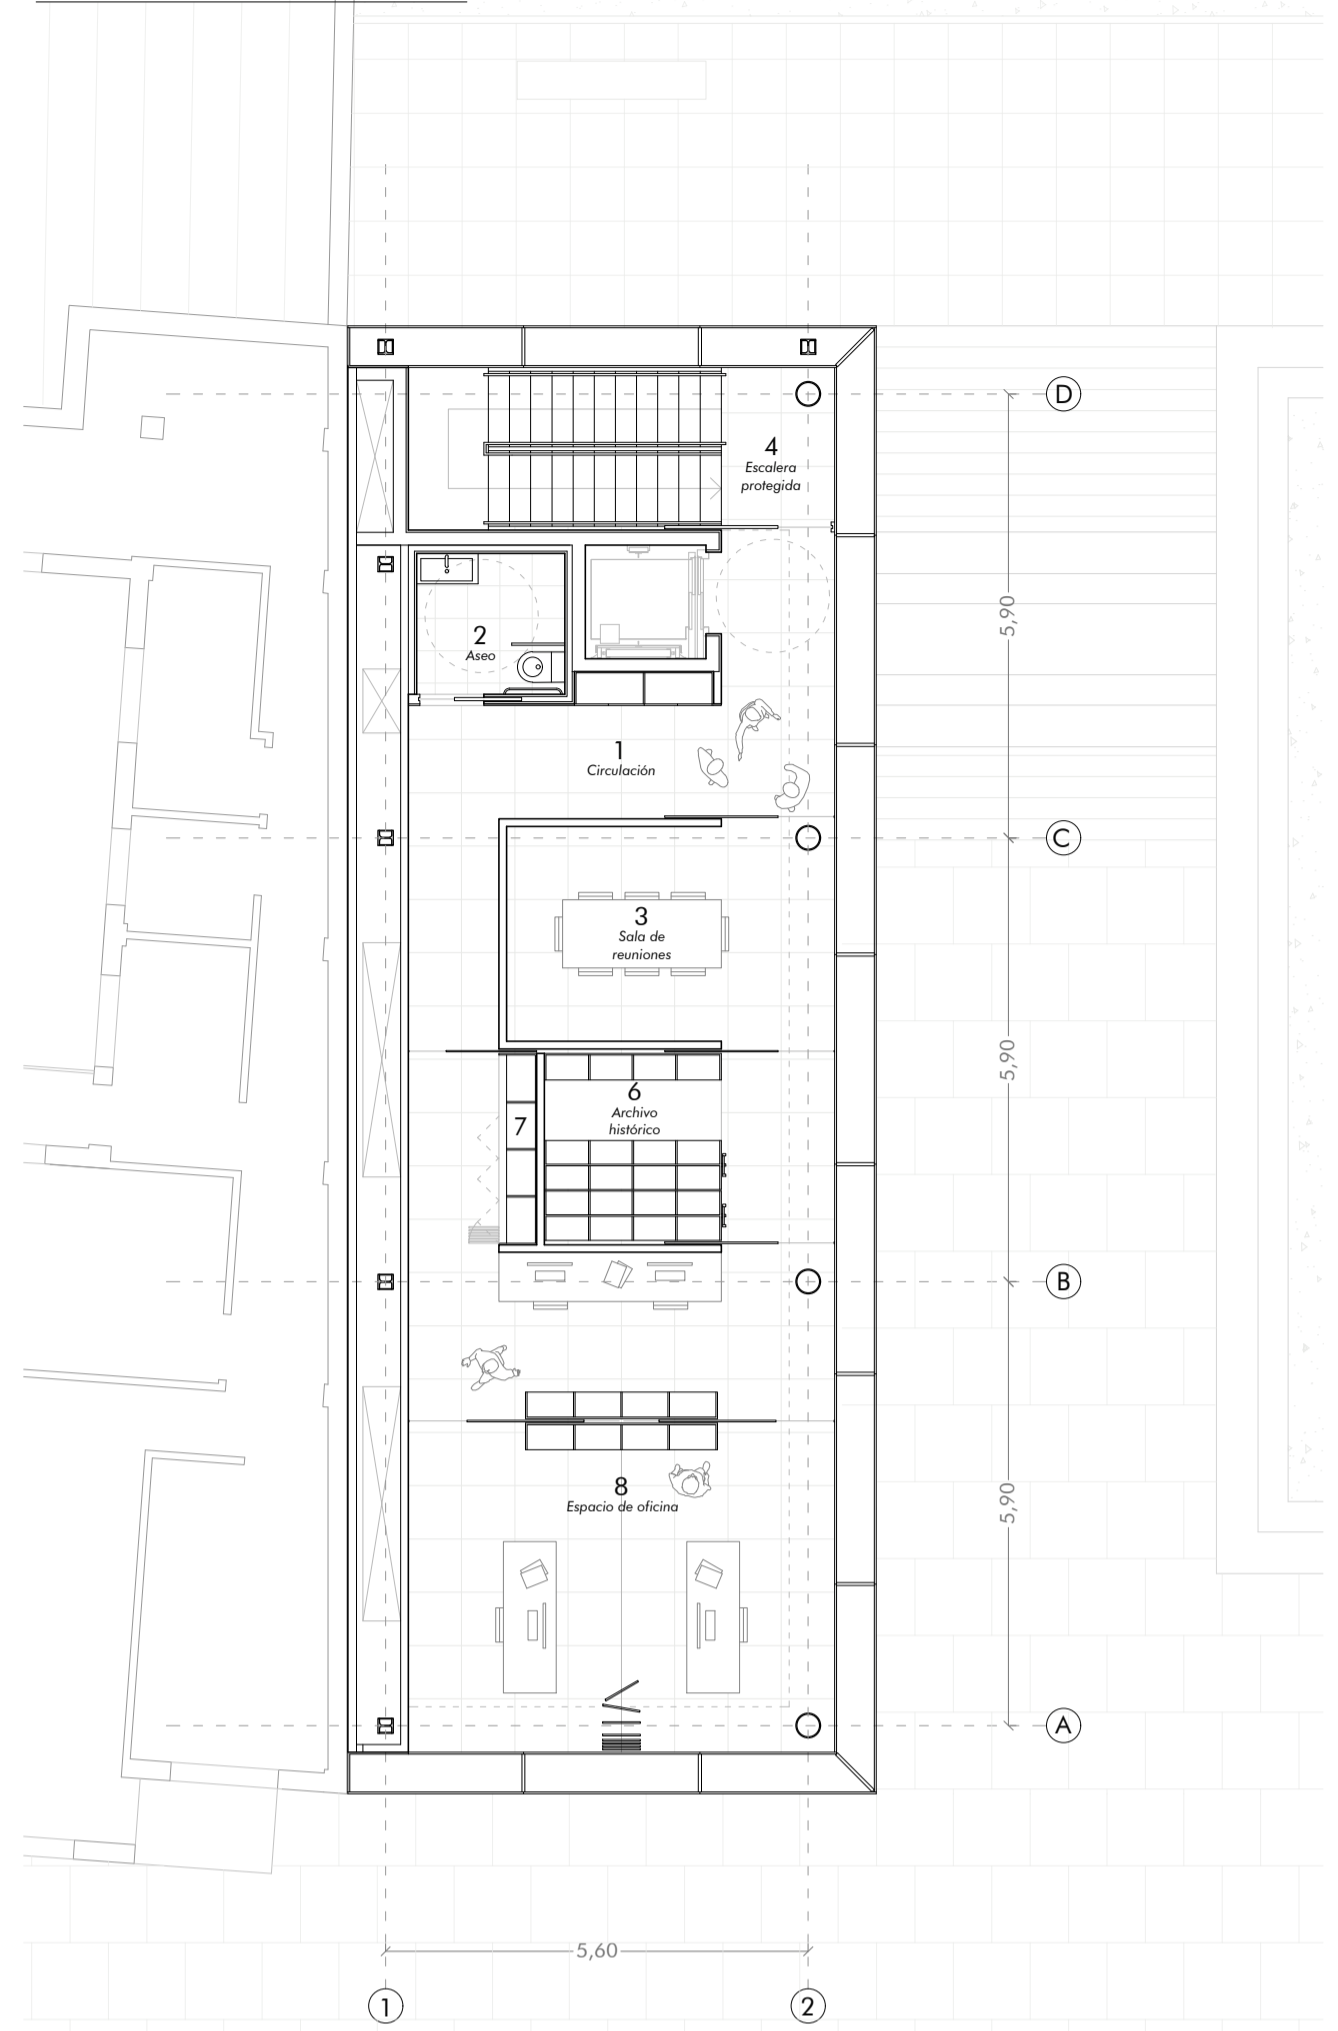 D
4
Escalera
protegida
5,90
2
Aseo
1
Circulación
C
3
Sala de
reuniones
5,90
6
Archivo
histórico
7
B
8
Espacio de oficina
5,90
A
5,60
1
2